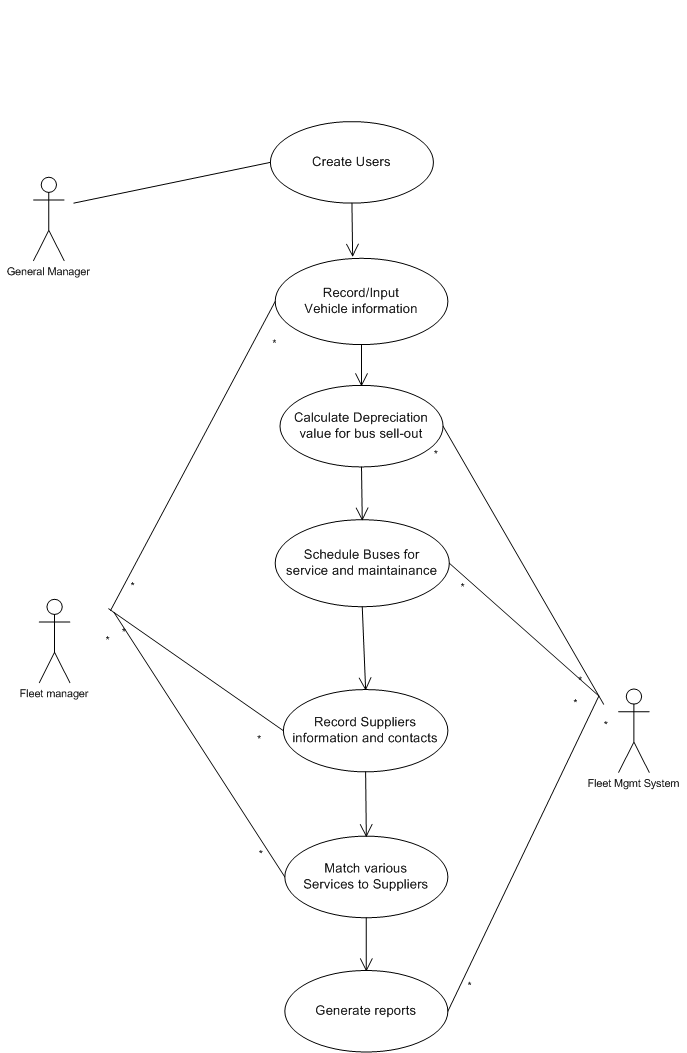 Create Users
General Manager
Record/Input
Vehicle information
*
Calculate Depreciation
value for bus sell-out
*
Schedule Buses for
service and maintainance
*
*
*
*
Fleet manager
*
*
*
Record Suppliers
information and contacts
*
Fleet Mgmt System
*
Match various
Services to Suppliers
*
Generate reports